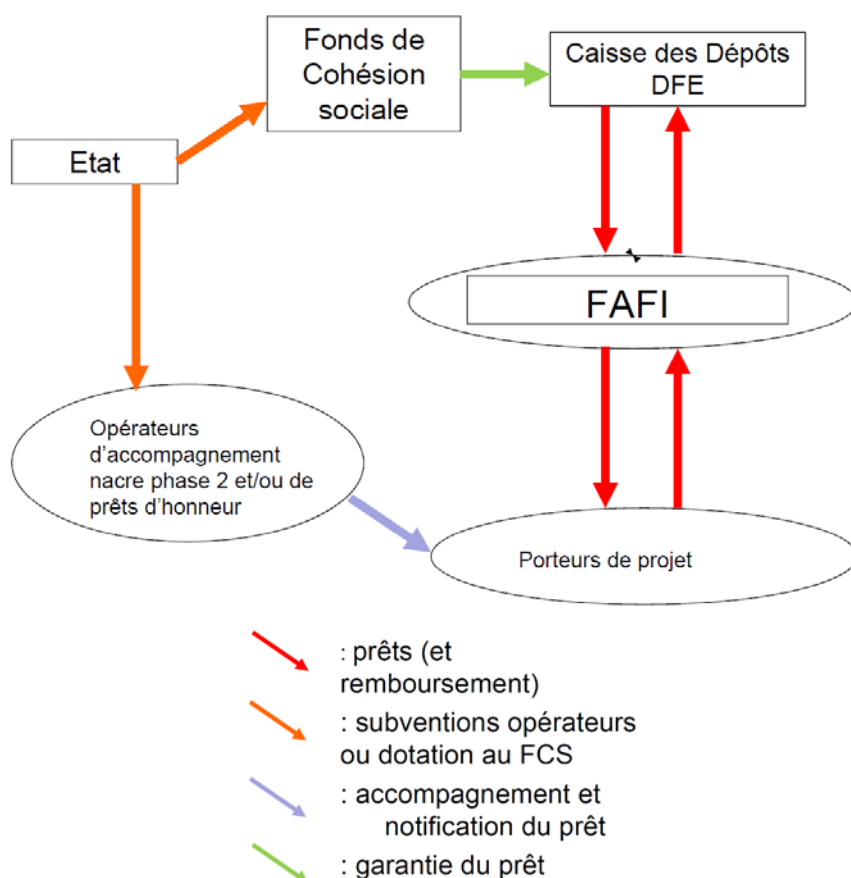 Fonds de
Cohésion
sociale
Caisse des Dépôts
DFE
Etat
FAFI
Opérateurs
d'accompagnement
nacre phase 2 et/ou de
prêts d'honneur
Porteurs de projet
: prêts (et
remboursement)
: subventions opérateurs
ou dotation au FCS
: accompagnement et
notification du prêt
: garantie du prêt